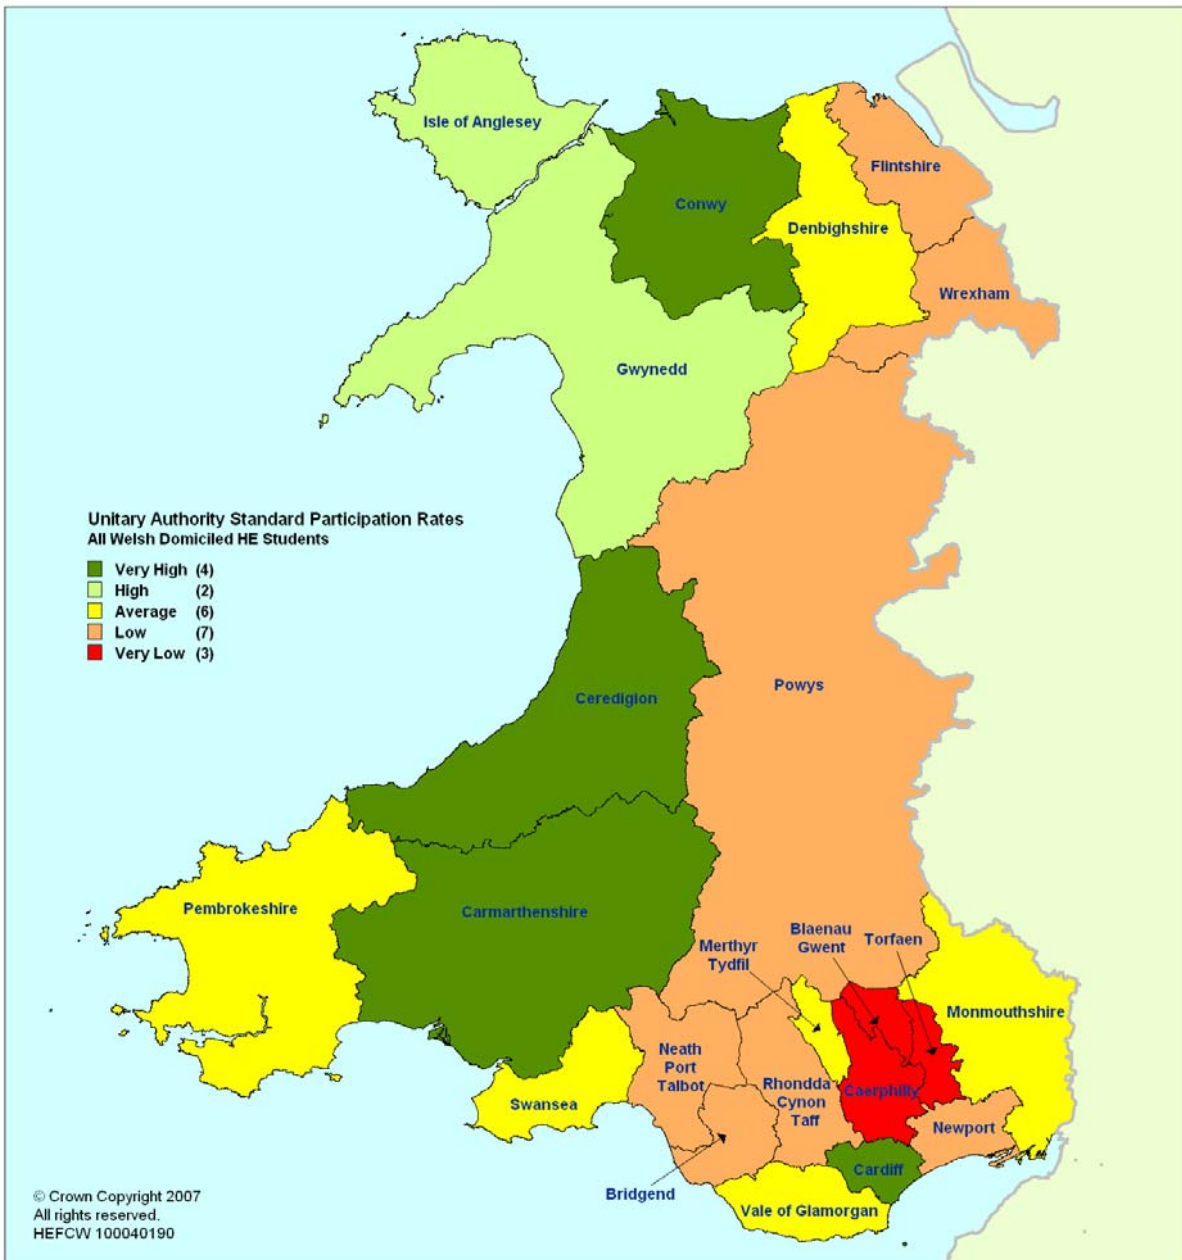 Isle of Anglesey
Flintshire
Conwy
Denbighshire
Wrexham
Gwynedd
Unitary Authority Standard Participation Rates
All Welsh Domiciled HE Students
Very High (4)
High (2)
Average (6)
Low (7)
Very Low (3)
Powys
Ceredigion
Pembrokeshire
Carmarthenshire
Merthyr
Tydfil
Blaenau
Gwent
Torfaen
Monmouthshire
Neath
Port
Talbot
Rhondda
Cynon
Taff
Caerphilly
Swansea
Newport
Cardiff
Bridgend
Vale of Glamorgan
© Crown Copyright 2007
All rights reserved.
HEFCW 100040190